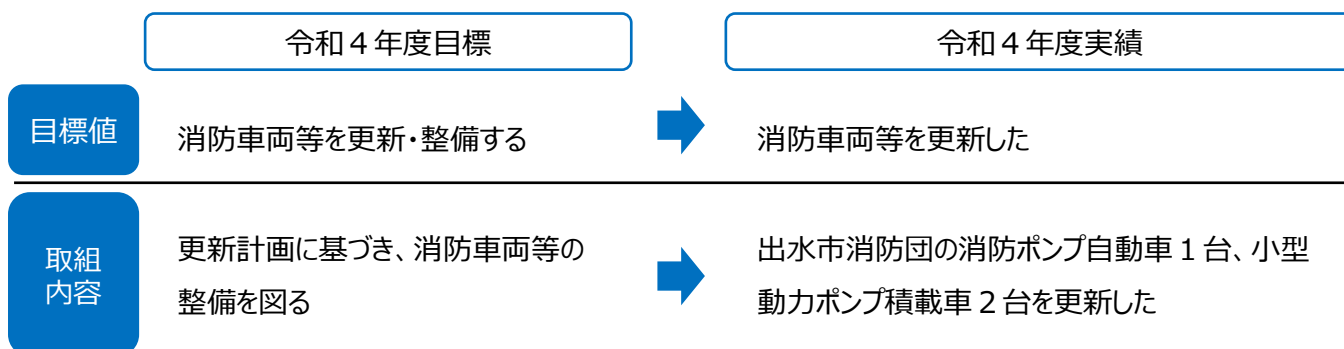 令和４年度目標
令和４年度実績
目標値
消防車両等を更新・整備する
消防車両等を更新した
取組
内容
更新計画に基づき、消防車両等の
整備を図る
出水市消防団の消防ポンプ自動車１台、小型
動力ポンプ積載車２台を更新した